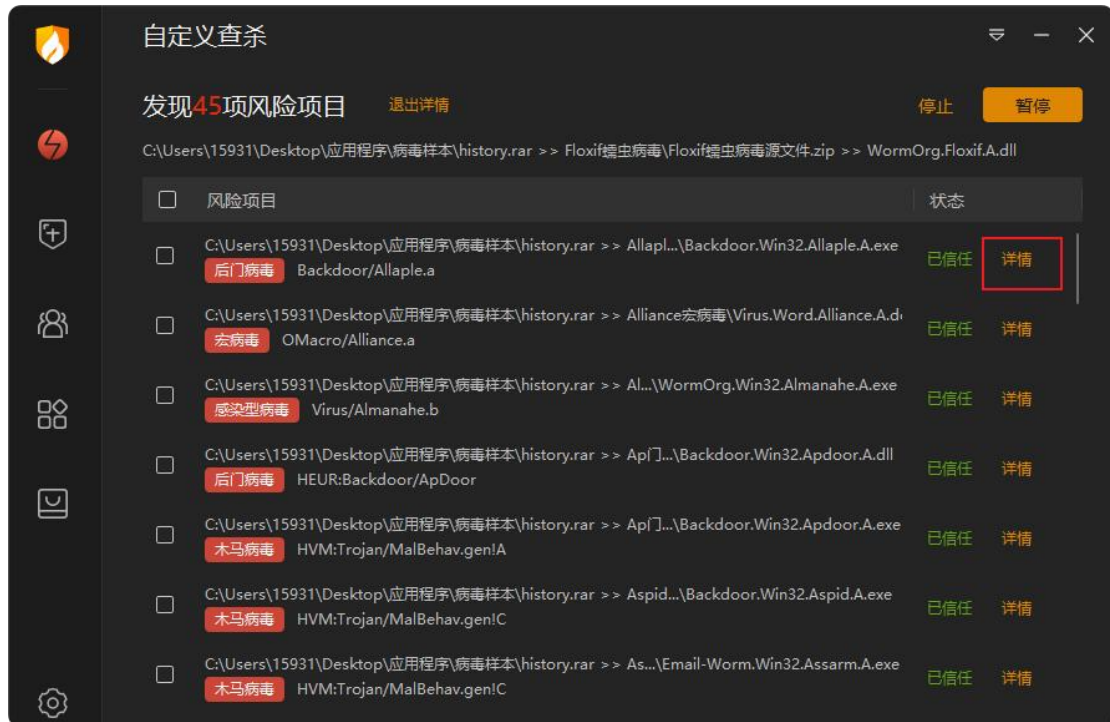 自定义查杀
发现45项风险项目 退出详情 停止 暂停
C:\Users\15931\Desktop\应用程序\病毒样本\history.rar >> Floxif蠕虫病毒\Floxif蠕虫病毒源文件.zip >> WormOrg.Floxif.A.dll
风险项目 状态
C:\Users\15931\Desktop\应用程序\病毒样本\history.rar >> Allapl...\Backdoor.Win32.Allaple.A.exe
后门病毒 Backdoor/Allaple.a 已信任 详情
C:\Users\15931\Desktop\应用程序\病毒样本\history.rar >> Alliance宏病毒\Virus.Word.Alliance.A.d
宏病毒 OMacro/Alliance.a 已信任 详情
C:\Users\15931\Desktop\应用程序\病毒样本\history.rar >> Al...\WormOrg.Win32.Almanahe.A.exe
感染型病毒 Virus/Almanahe.b 已信任 详情
C:\Users\15931\Desktop\应用程序\病毒样本\history.rar >> Ap门...\Backdoor.Win32.Apdoor.A.dll
后门病毒 HEUR:Backdoor/ApDoor 已信任 详情
C:\Users\15931\Desktop\应用程序\病毒样本\history.rar >> Ap门...\Backdoor.Win32.Apdoor.A.exe
木马病毒 HVM:Trojan/MalBehav.gen!A 已信任 详情
C:\Users\15931\Desktop\应用程序\病毒样本\history.rar >> Aspid...\Backdoor.Win32.Aspid.A.exe
木马病毒 HVM:Trojan/MalBehav.gen!C 已信任 详情
C:\Users\15931\Desktop\应用程序\病毒样本\history.rar >> As...\Email-Worm.Win32.Assarm.A.exe
木马病毒 HVM:Trojan/MalBehav.gen!C 已信任 详情